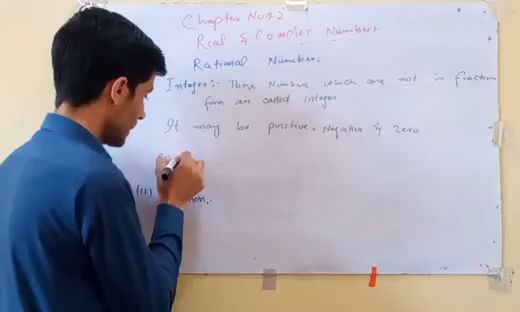 Chapter No# 2
Real & Complex Numbers
Rational Numbers
Integer:- Those Numbers which are not in fraction
form are called integer
It may be positive. Negative & zero
(II)